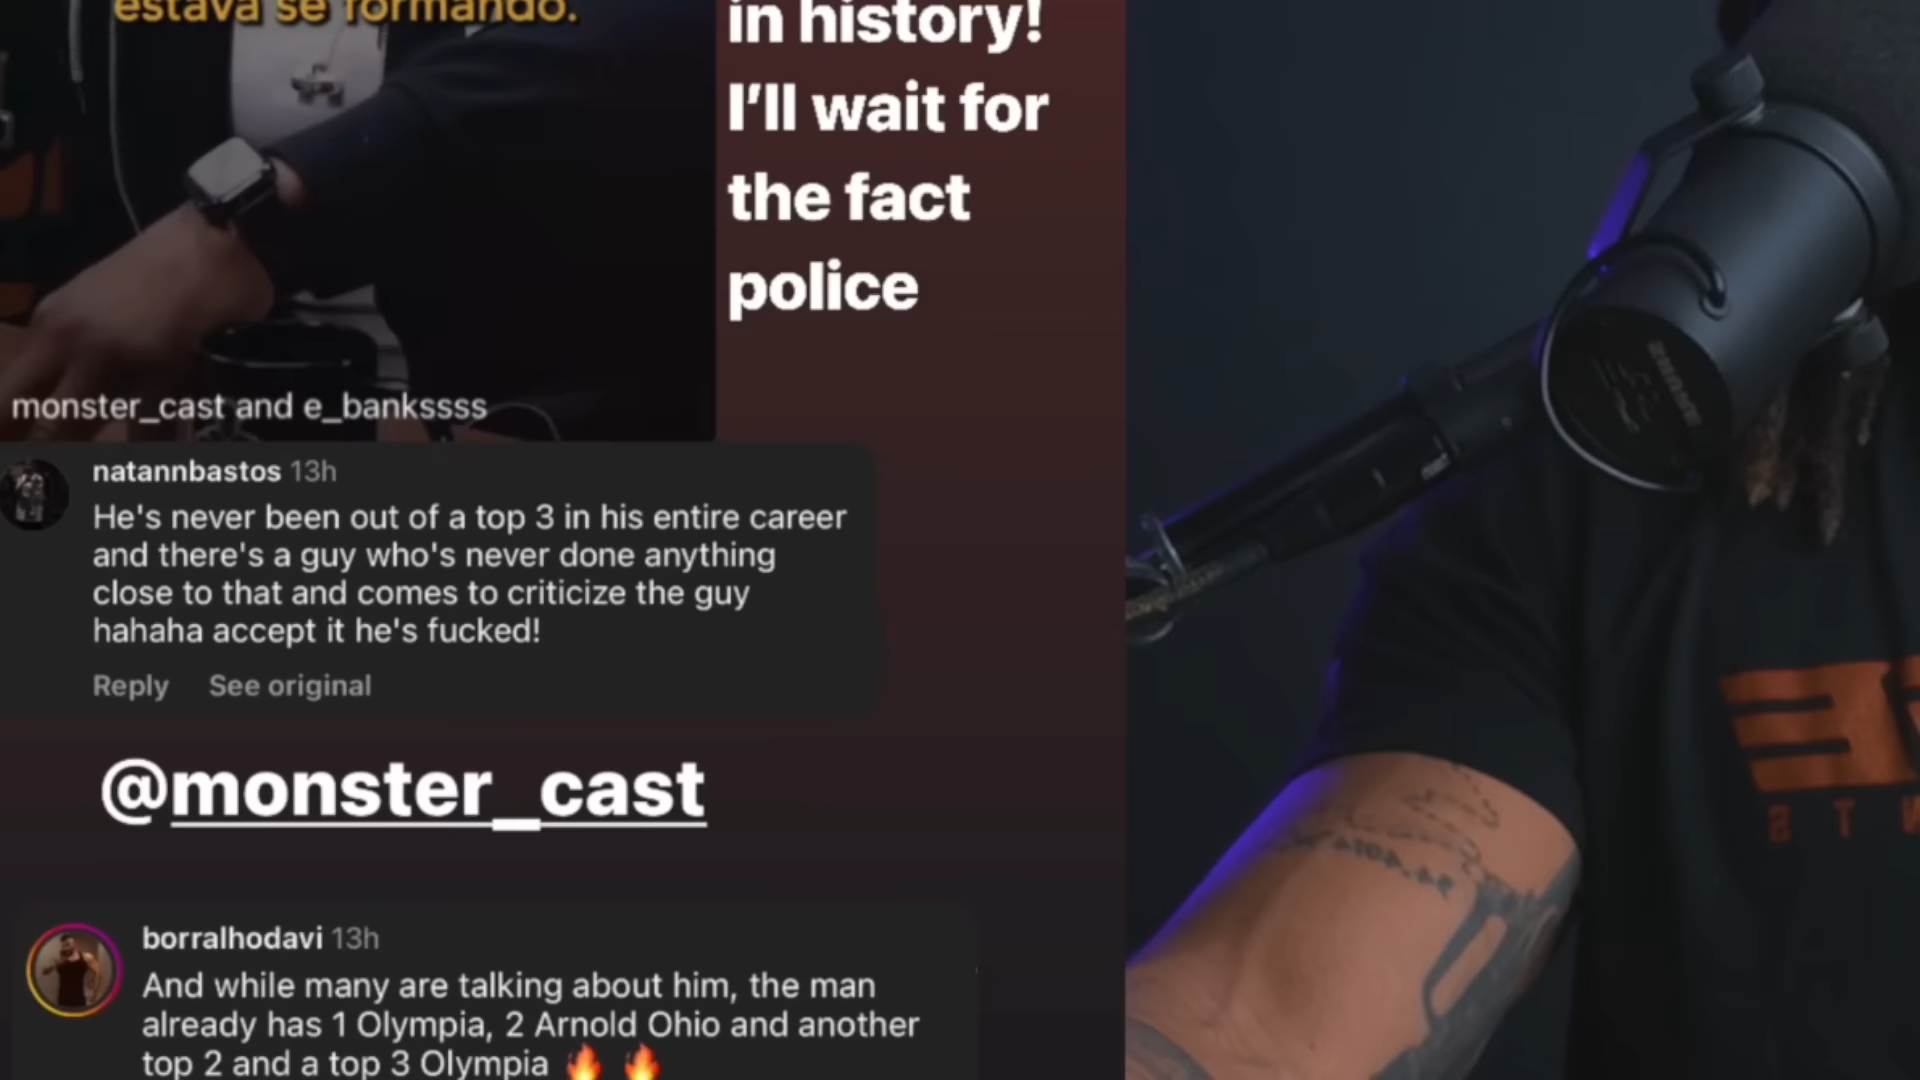 estava se formando.
in history!
I'll wait for
the fact
police
monster_cast and e_bankssss
natannbastos 13h
He's never been out of a top 3 in his entire career
and there's a guy who's never done anything
close to that and comes to criticize the guy
hahaha accept it he's fucked!
Reply See original
@monster_cast
borralhodavi 13h
And while many are talking about him, the man
already has 1 Olympia, 2 Arnold Ohio and another
top 2 and a top 3 Olympia 🔥 🔥